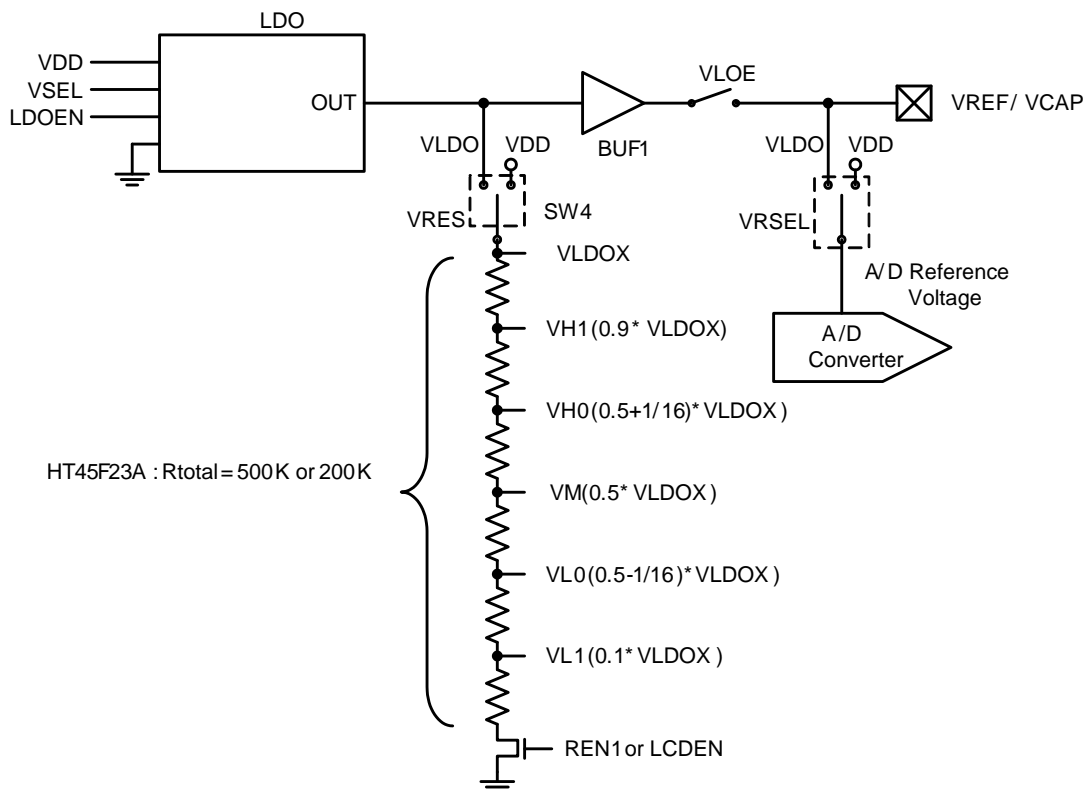 LDO
VDD
VSEL
LDOEN
OUT
VLOE
BUF1
VREF/ VCAP
VLDO
VDD
VRES
SW4
VLDO
VDD
VRSEL
VLDOX
A/D Reference
Voltage
A/D
Converter
VH1(0.9* VLDOX)
VH0(0.5+1/16)* VLDOX)
HT45F23A : Rtotal=500K or 200K
VM(0.5* VLDOX)
VL0(0.5-1/16)* VLDOX)
VL1(0.1* VLDOX)
REN1 or LCDEN